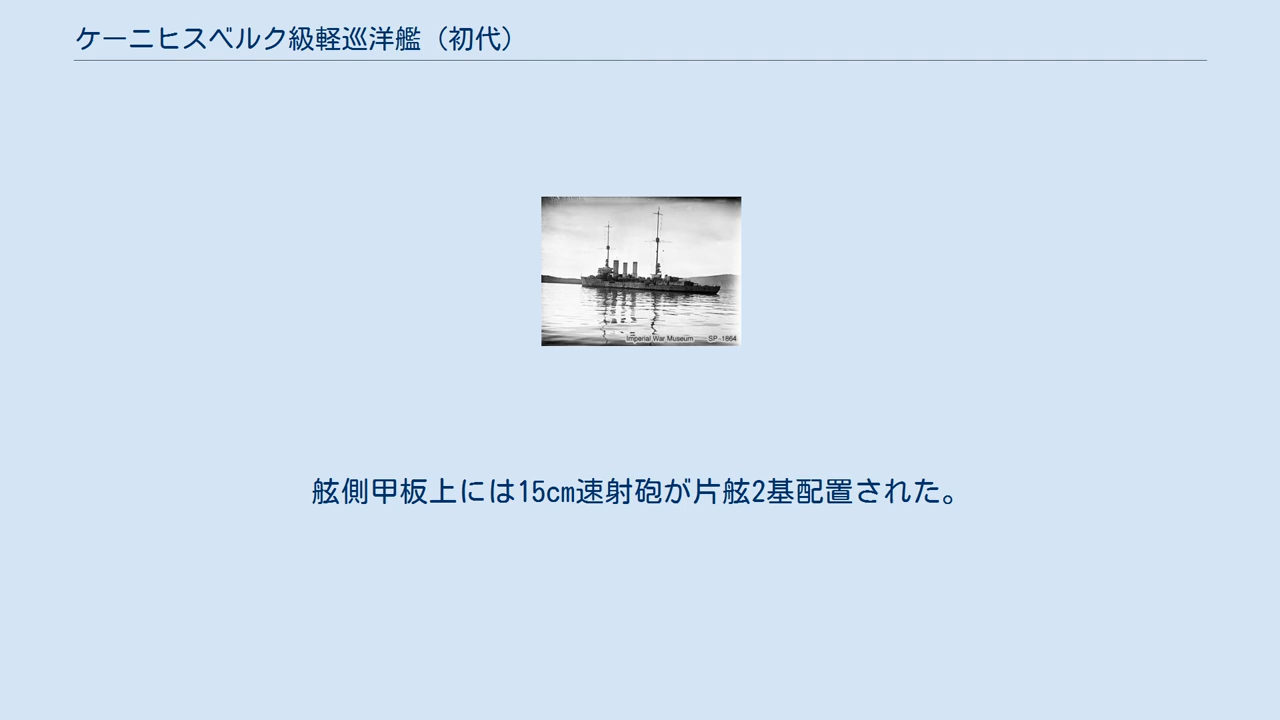 ケーニヒスベルク級軽巡洋艦（初代）
Imperial War Museum SP 1864
舷側甲板上には15cm速射砲が片舷2基配置された。